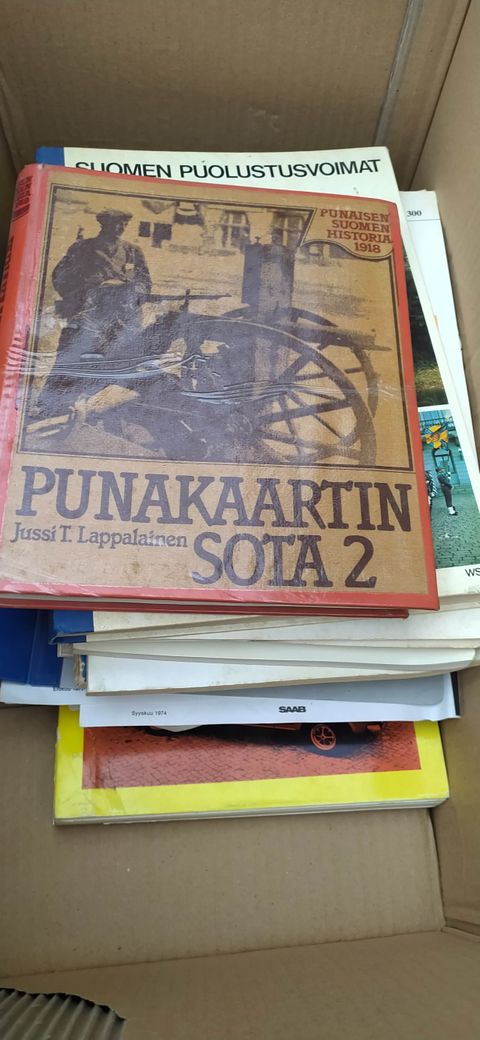 SUOMEN PUOLUSTUSVOIMAT
300
PUNAISEN
SUOMEN
HISTORIA
1918
PUNAKAARTIN
Jussi T. Lappalainen
SOTA 2
WS
Syyskuu 1974
SAAB